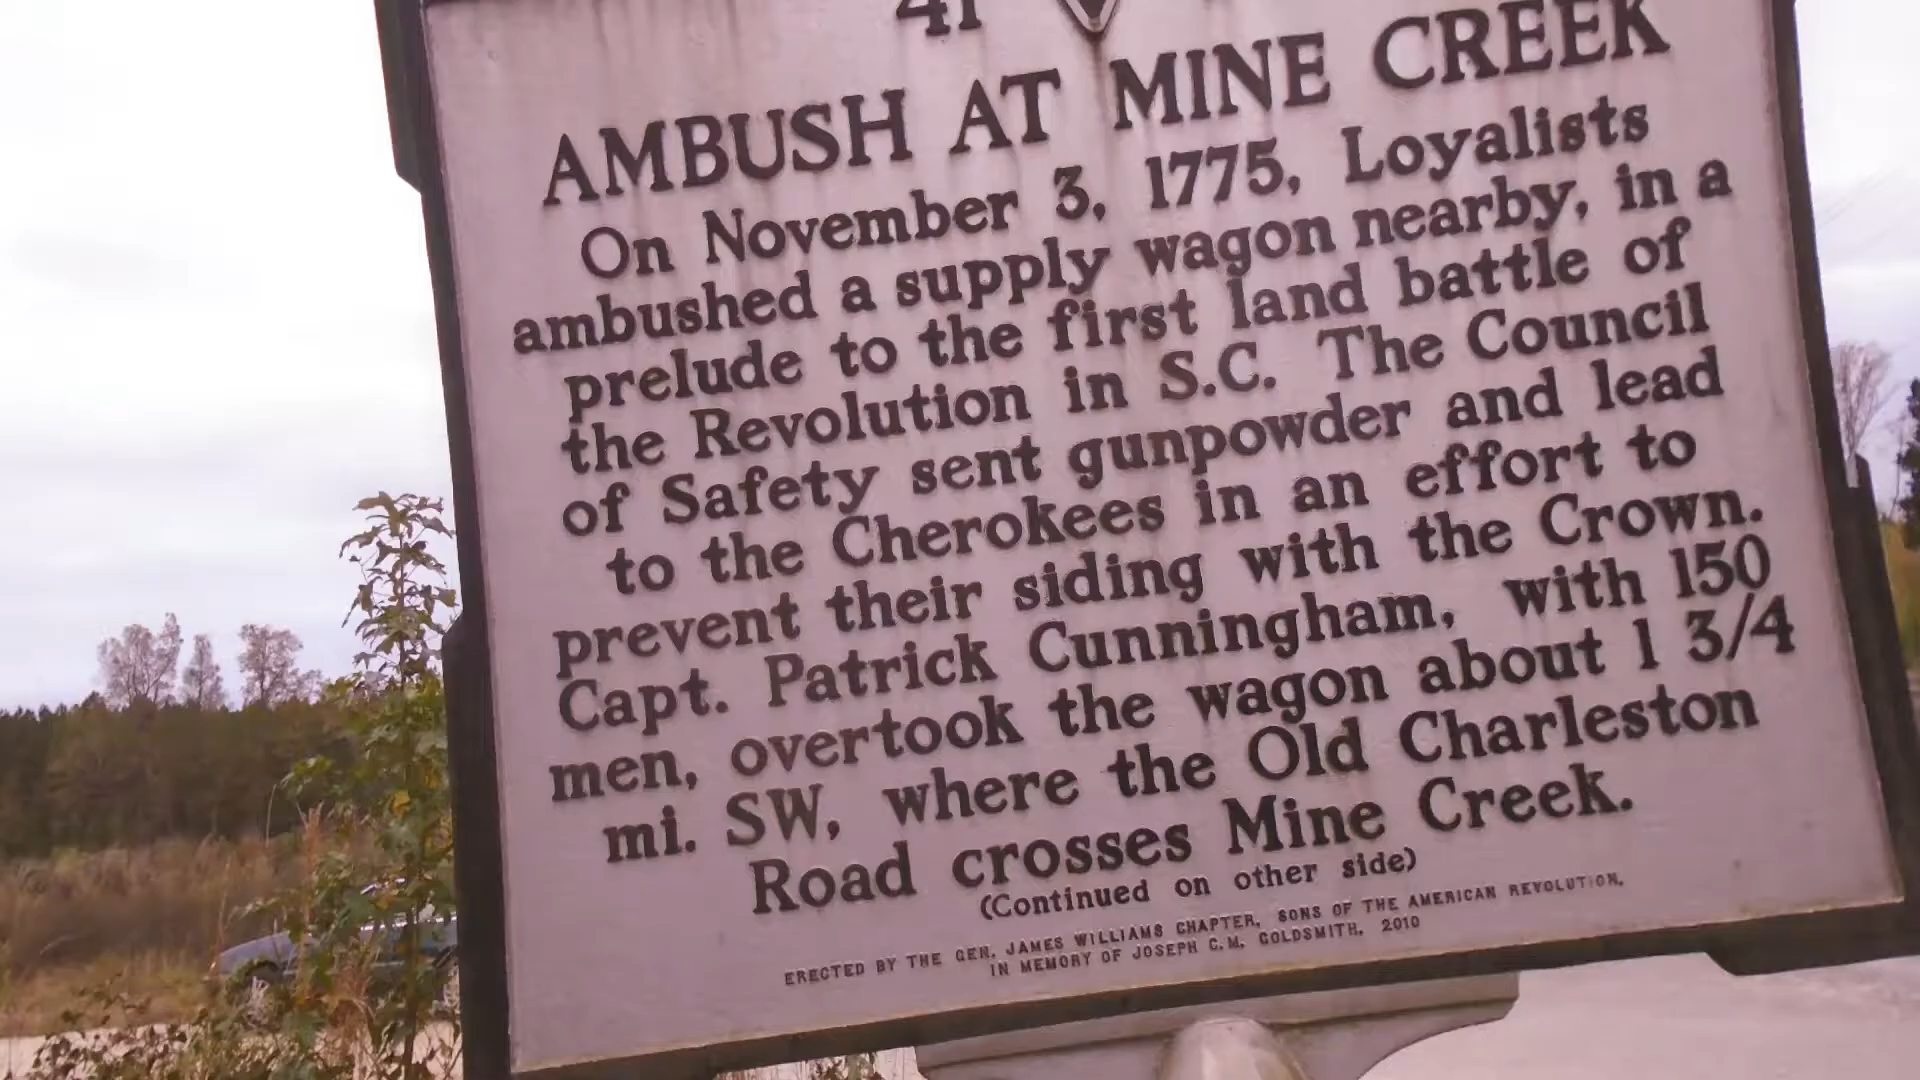 41
AMBUSH AT MINE CREEK
On November 3, 1775, Loyalists
ambushed a supply wagon nearby, in a
prelude to the first land battle of
the Revolution in S.C. The Council
of Safety sent gunpowder and lead
to the Cherokees in an effort to
prevent their siding with the Crown.
Capt. Patrick Cunningham, with 150
men, overtook the wagon about 1 3/4
mi. SW, where the Old Charleston
Road crosses Mine Creek.
(Continued on other side)
ERECTED BY THE GEN. JAMES WILLIAMS CHAPTER, SONS OF THE AMERICAN REVOLUTION,
IN MEMORY OF JOSEPH C.M. GOLDSMITH, 2010